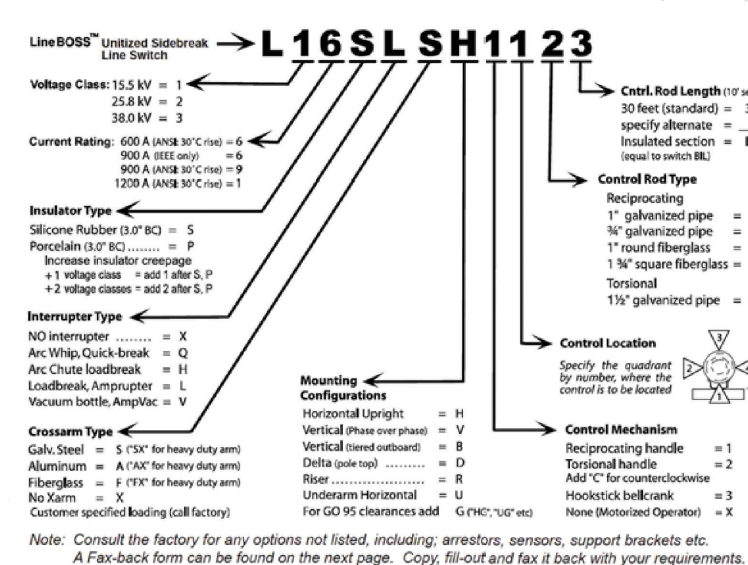 LineBOSS™ Unitized Sidebreak
Line Switch
L16SLSH1123
Voltage Class: 15.5 kV = 1
25.8 kV = 2
38.0 kV = 3
Current Rating: 600 A (ANSI: 30°C rise) = 6
900 A (IEEE only) = 6
900 A (ANSI: 30°C rise) = 9
1200 A (ANSI: 30°C rise) = 1
Insulator Type
Silicone Rubber (3.0" BC) = S
Porcelain (3.0" BC) ........ = P
Increase insulator creepage
+1 voltage class = add 1 after S, P
+2 voltage classes = add 2 after S, P
Interrupter Type
NO interrupter ........ = X
Arc Whip, Quick-break = Q
Arc Chute loadbreak = H
Loadbreak, Amprupter = L
Vacuum bottle, AmpVac = V
Crossarm Type
Galv. Steel = S ("SX" for heavy duty arm)
Aluminum = A ("AX" for heavy duty arm)
Fiberglass = F ("FX" for heavy duty arm)
No Xarm = X
Customer specified loading (call factory)
Mounting
Configurations
Horizontal Upright = H
Vertical (Phase over phase) = V
Vertical (tiered outboard) = B
Delta (pole top) ......... = D
Riser ...................... = R
Underarm Horizontal = U
For GO 95 clearances add G ("HG", "UG" etc)
Cntrl. Rod Length (10' se
30 feet (standard) = 3
specify alternate = _
Insulated section =
(equal to switch BIL)
Control Rod Type
Reciprocating
1" galvanized pipe =
¾" galvanized pipe =
1" round fiberglass =
1 ¾" square fiberglass =
Torsional
1½" galvanized pipe =
Control Location
Specify the quadrant
by number, where the
control is to be located
3
2
1
Control Mechanism
Reciprocating handle = 1
Torsional handle = 2
Add "C" for counterclockwise
Hookstick bellcrank = 3
None (Motorized Operator) = X
Note: Consult the factory for any options not listed, including; arrestors, sensors, support brackets etc.
A Fax-back form can be found on the next page. Copy, fill-out and fax it back with your requirements.